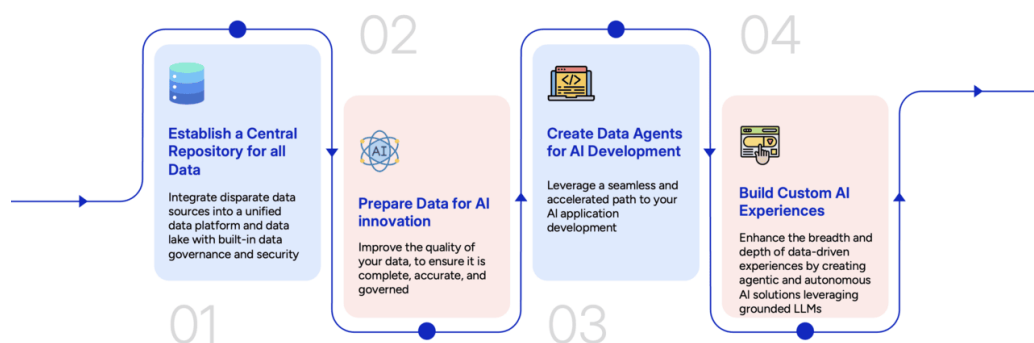 01
Establish a Central
Repository for all
Data
Integrate disparate data
sources into a unified
data platform and data
lake with built-in data
governance and security
02
AI
Prepare Data for AI
innovation
Improve the quality of
your data, to ensure it is
complete, accurate, and
governed
03
</>
Create Data Agents
for AI Development
Leverage a seamless and
accelerated path to your
AI application
development
04
Build Custom AI
Experiences
Enhance the breadth and
depth of data-driven
experiences by creating
agentic and autonomous
AI solutions leveraging
grounded LLMs